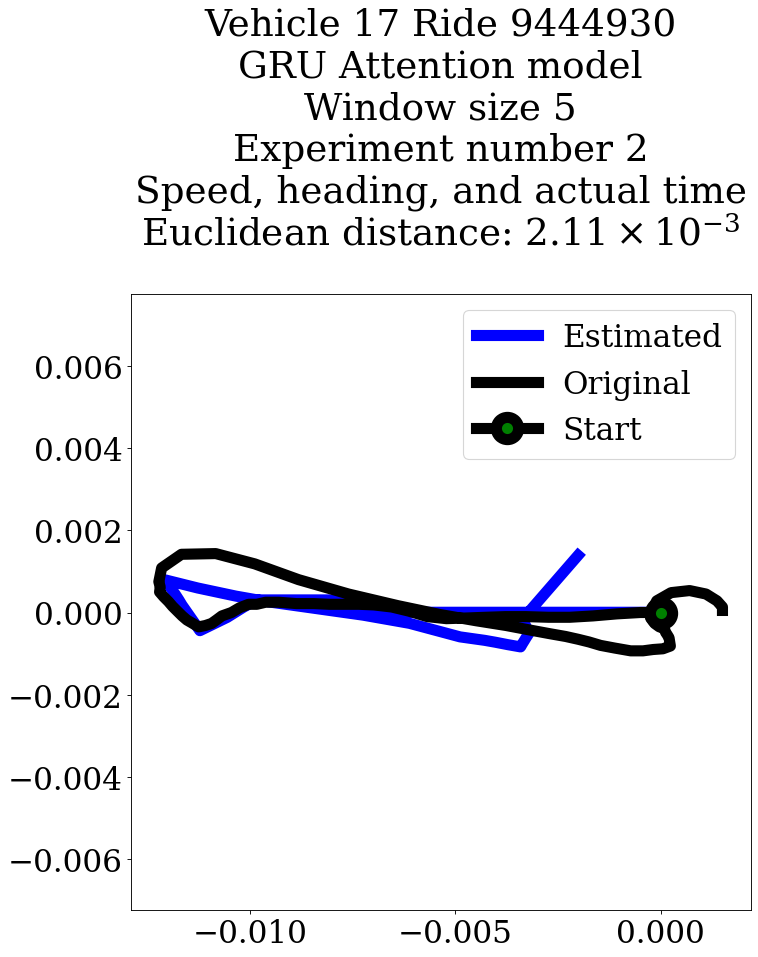 Vehicle 17 Ride 9444930
GRU Attention model
Window size 5
Experiment number 2
Speed, heading, and actual time
Euclidean distance: 2.11 × 10⁻³
Estimated
Original
Start
0.006
0.004
0.002
0.000
−0.002
−0.004
−0.006
−0.010
−0.005
0.000